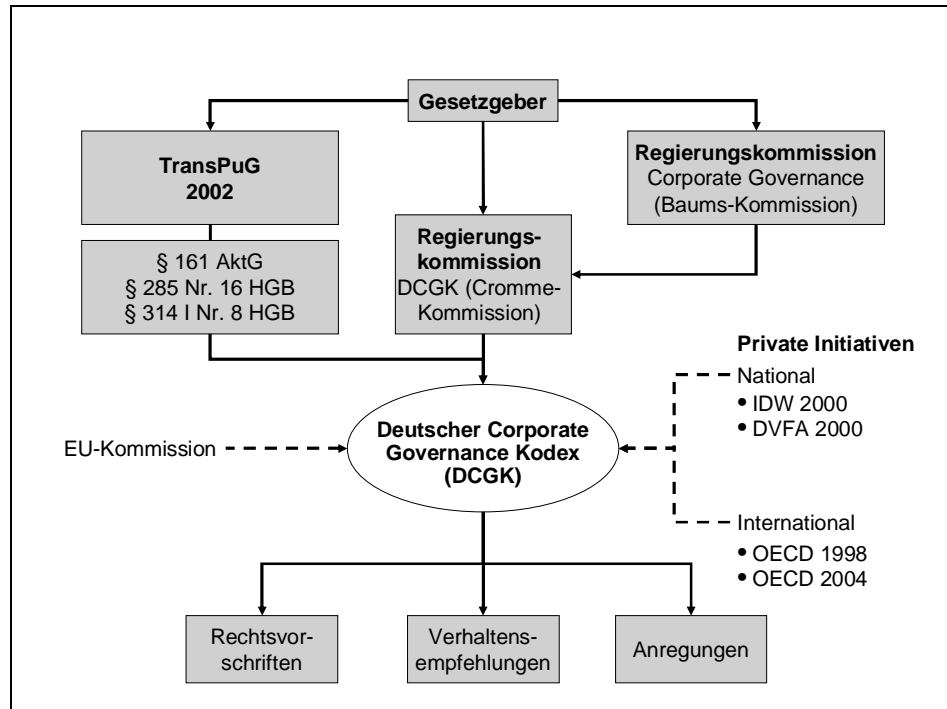 Gesetzgeber
TransPuG
2002
Regierungskommission
Corporate Governance
(Baums-Kommission)
§ 161 AktG
§ 285 Nr. 16 HGB
§ 314 I Nr. 8 HGB
Regierungs-
kommission
DCGK (Cromme-
Kommission)
Private Initiativen
National
• IDW 2000
• DVFA 2000
EU-Kommission
Deutscher Corporate
Governance Kodex
(DCGK)
International
• OECD 1998
• OECD 2004
Rechtsvor-
schriften
Verhaltens-
empfehlungen
Anregungen